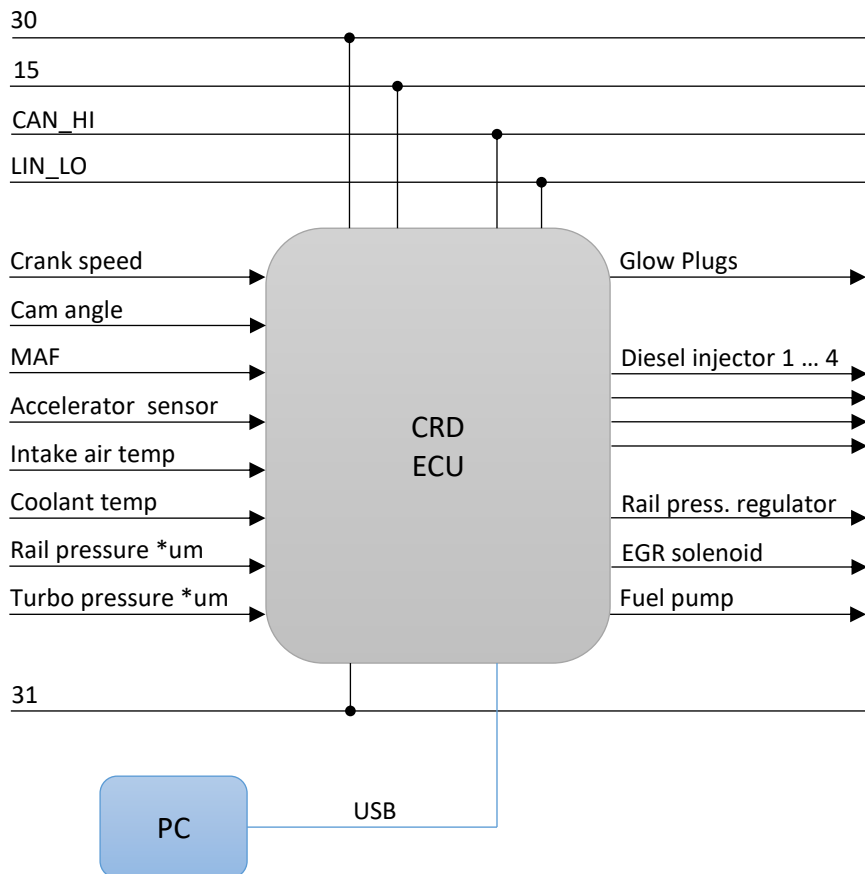 30
15
CAN_HI
LIN_LO
Crank speed
Cam angle
MAF
Accelerator sensor
Intake air temp
Coolant temp
Rail pressure *um
Turbo pressure *um
CRD
ECU
Glow Plugs
Diesel injector 1 ... 4
Rail press. regulator
EGR solenoid
Fuel pump
31
PC
USB